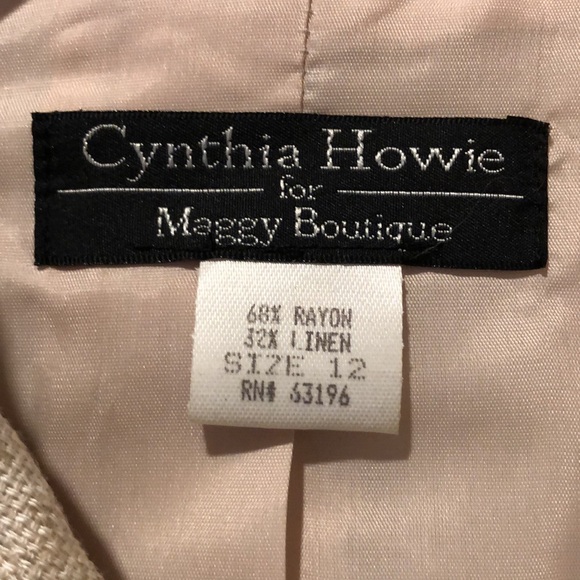 Cynthia Howie
for
Maggy Boutique
68% RAYON
32% LINEN
SIZE 12
RN# 63196